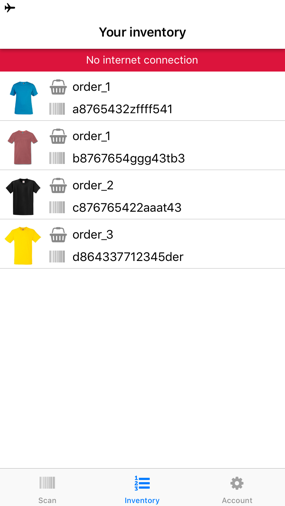 Your inventory
No internet connection
order_1
a8765432zffff541
order_1
b8767654ggg43tb3
order_2
c876765422aaat43
order_3
d864337712345der
Scan
Inventory
Account